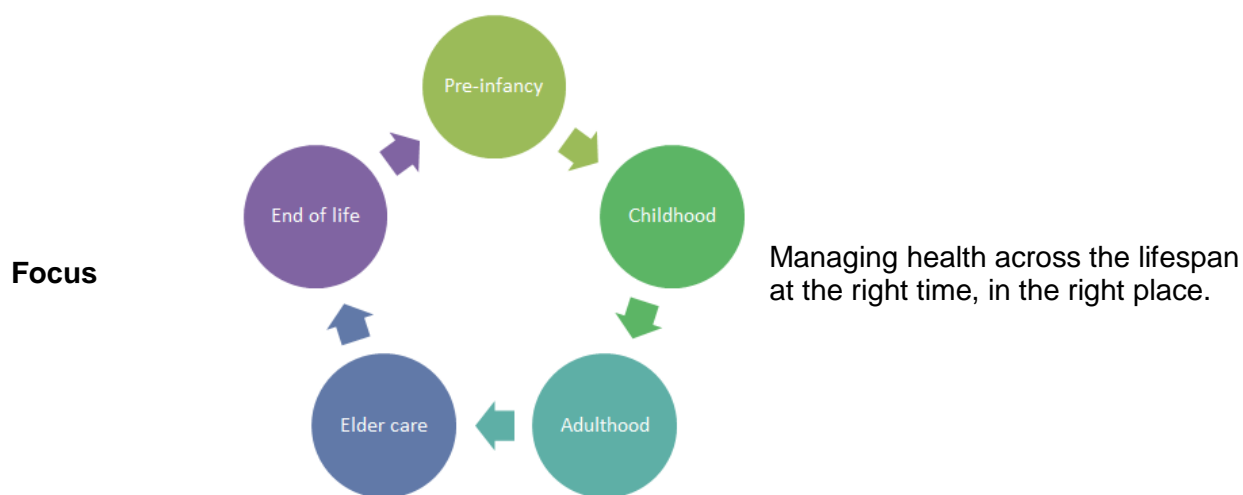 Focus
Pre-infancy
Childhood
Adulthood
Elder care
End of life
Managing health across the lifespan
at the right time, in the right place.